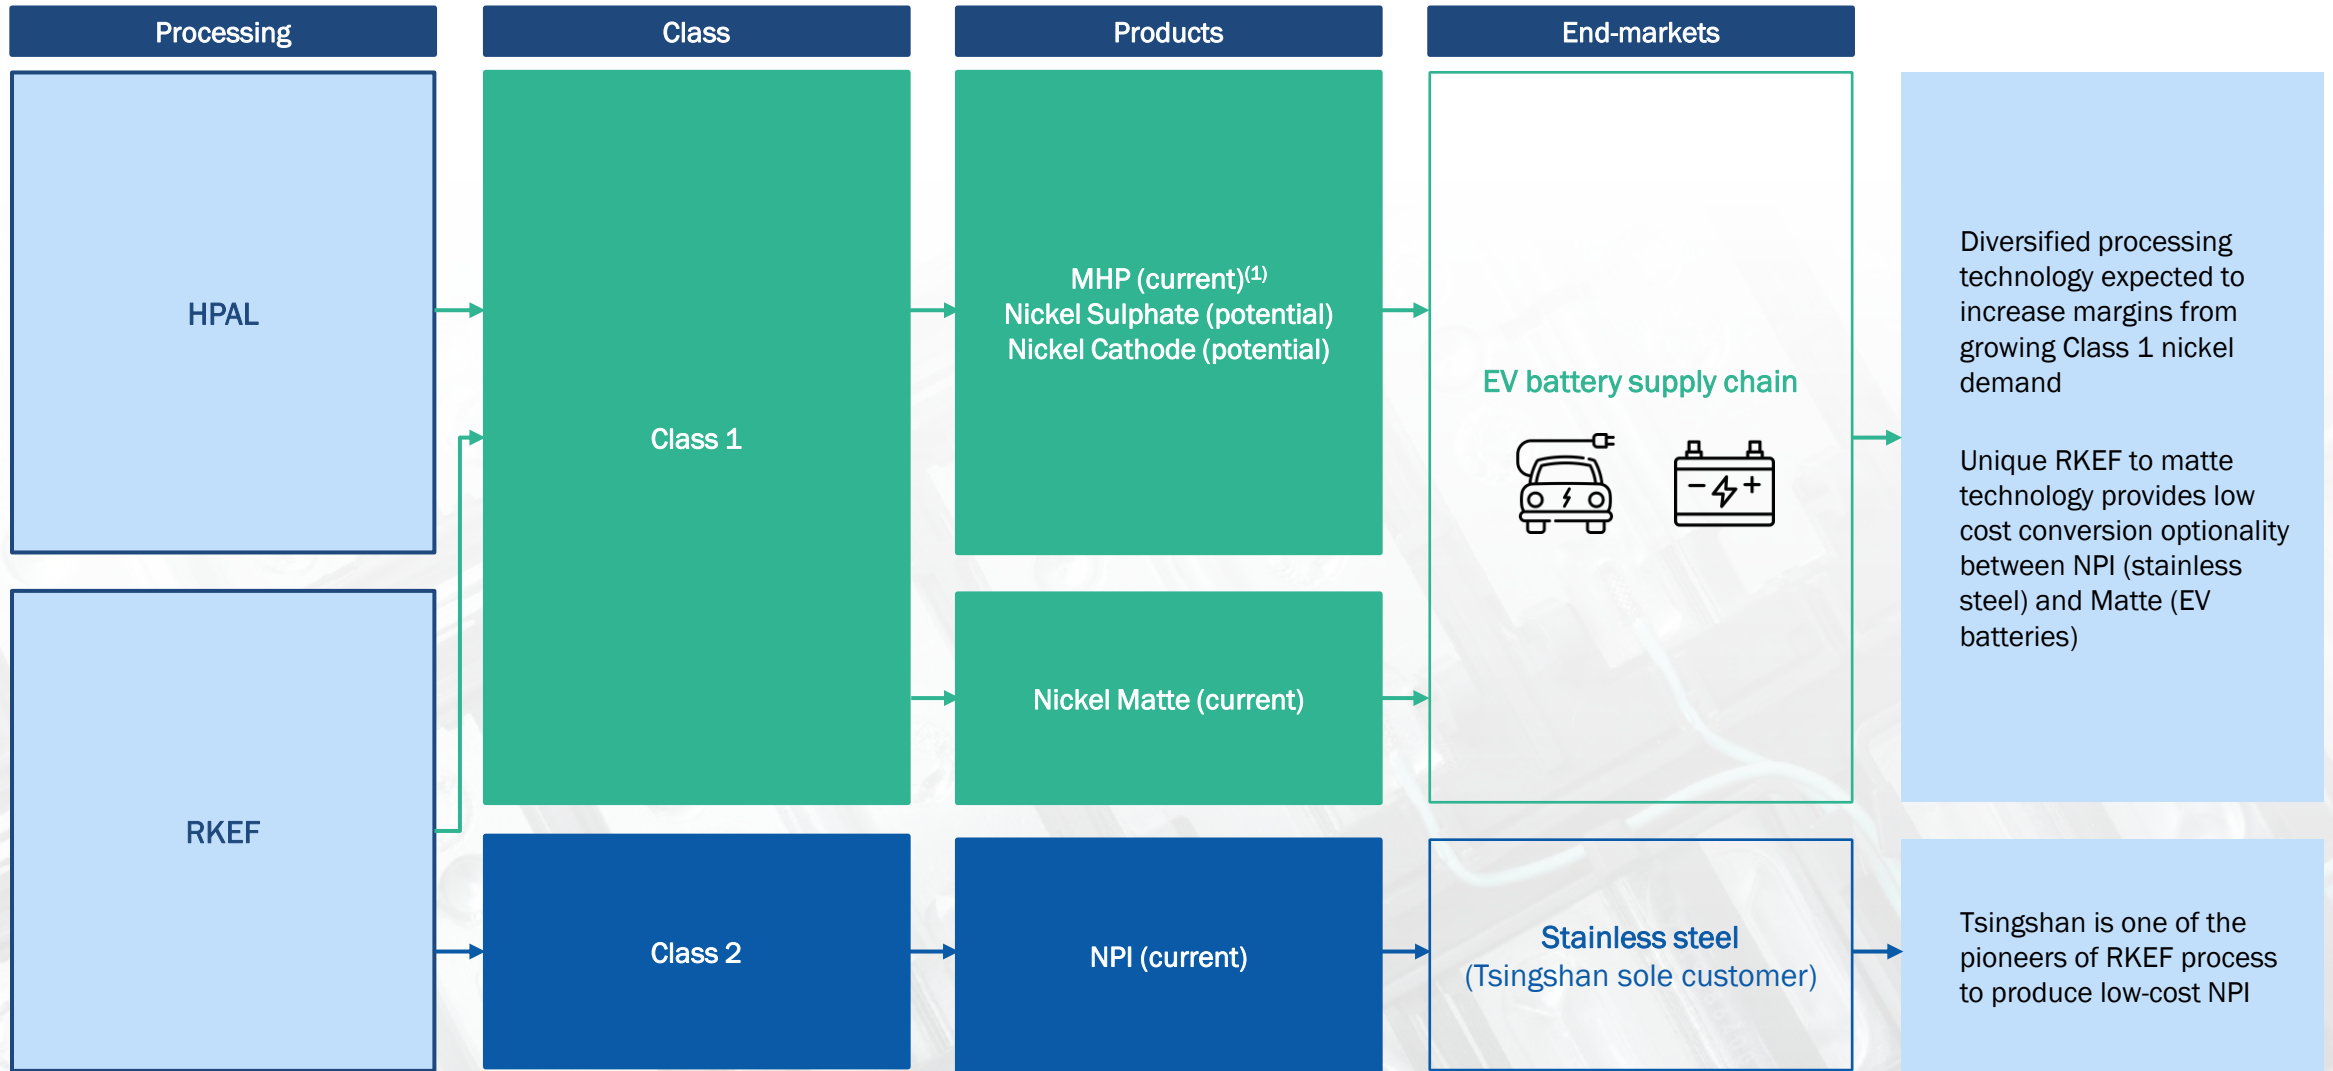 Processing
Class
Products
End-markets
HPAL
Class 1
MHP (current)(1)
Nickel Sulphate (potential)
Nickel Cathode (potential)
EV battery supply chain
Diversified processing
technology expected to
increase margins from
growing Class 1 nickel
demand
Unique RKEF to matte
technology provides low
cost conversion optionality
between NPI (stainless
steel) and Matte (EV
batteries)
Nickel Matte (current)
RKEF
Class 2
NPI (current)
Stainless steel
(Tsingshan sole customer)
Tsingshan is one of the
pioneers of RKEF process
to produce low-cost NPI